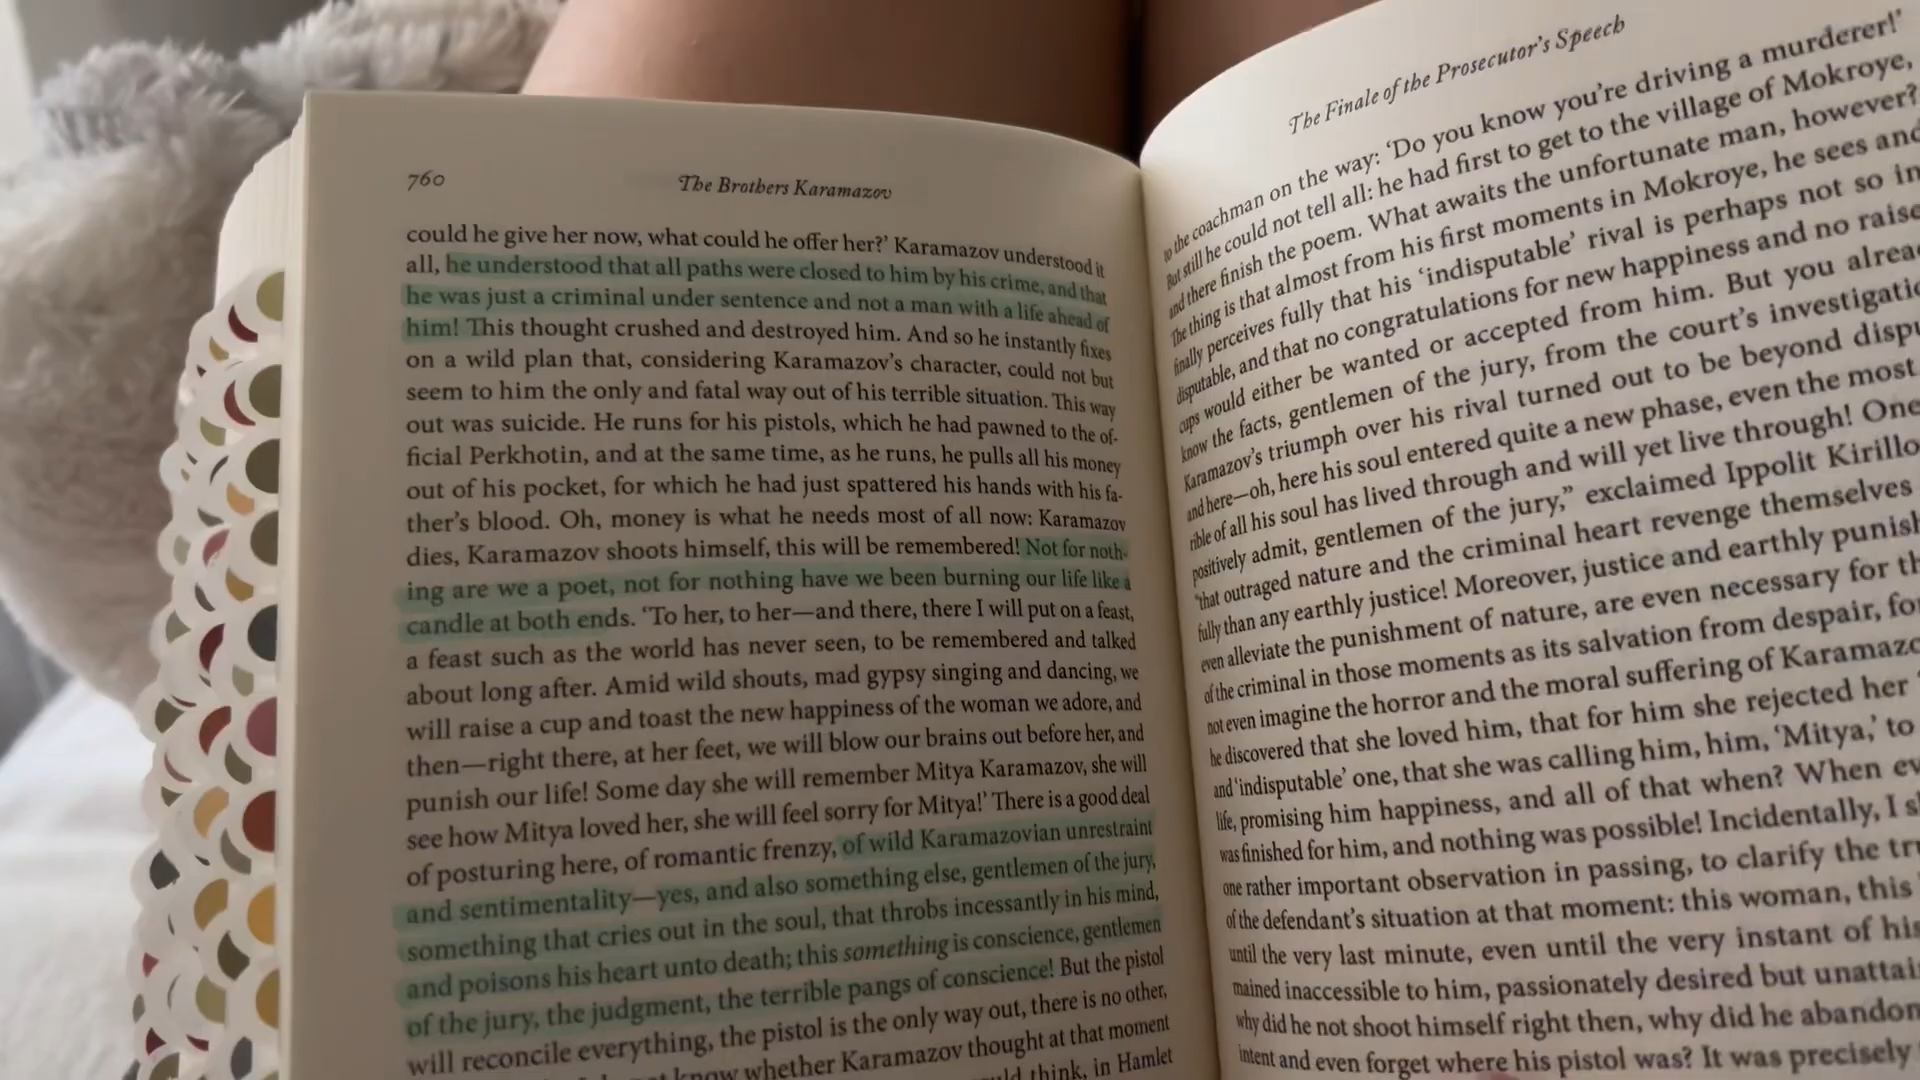 760
The Brothers Karamazov
could he give her now, what could he offer her?’ Karamazov understood it
all, he understood that all paths were closed to him by his crime, and that
he was just a criminal under sentence and not a man with a life ahead of
him! This thought crushed and destroyed him. And so he instantly fixes
on a wild plan that, considering Karamazov’s character, could not but
seem to him the only and fatal way out of his terrible situation. This way
out was suicide. He runs for his pistols, which he had pawned to the of-
ficial Perkhotin, and at the same time, as he runs, he pulls all his money
out of his pocket, for which he had just spattered his hands with his fa-
ther’s blood. Oh, money is what he needs most of all now: Karamazov
dies, Karamazov shoots himself, this will be remembered! Not for noth-
ing are we a poet, not for nothing have we been burning our life like a
candle at both ends. ‘To her, to her—and there, there I will put on a feast,
a feast such as the world has never seen, to be remembered and talked
about long after. Amid wild shouts, mad gypsy singing and dancing, we
will raise a cup and toast the new happiness of the woman we adore, and
then—right there, at her feet, we will blow our brains out before her, and
punish our life! Some day she will remember Mitya Karamazov, she will
see how Mitya loved her, she will feel sorry for Mitya!’ There is a good deal
of posturing here, of romantic frenzy, of wild Karamazovian unrestraint
and sentimentality—yes, and also something else, gentlemen of the jury,
something that cries out in the soul, that throbs incessantly in his mind,
and poisons his heart unto death; this something is conscience, gentlemen
of the jury, the judgment, the terrible pangs of conscience! But the pistol
will reconcile everything, the pistol is the only way out, there is no other,
know whether Karamazov thought at that moment
think, in Hamlet
The Finale of the Prosecutor’s Speech
to the coachman on the way: ‘Do you know you’re driving a murderer!’
But still he could not tell all: he had first to get to the village of Mokroye,
and there finish the poem. What awaits the unfortunate man, however?
The thing is that almost from his first moments in Mokroye, he sees and
finally perceives fully that his ‘indisputable’ rival is perhaps not so in
disputable, and that no congratulations for new happiness and no raise
cups would either be wanted or accepted from him. But you alrea
know the facts, gentlemen of the jury, from the court’s investigatio
Karamazov’s triumph over his rival turned out to be beyond dispu
and here—oh, here his soul entered quite a new phase, even the most
rible of all his soul has lived through and will yet live through! One
positively admit, gentlemen of the jury,” exclaimed Ippolit Kirillo
“that outraged nature and the criminal heart revenge themselves
fully than any earthly justice! Moreover, justice and earthly punish
even alleviate the punishment of nature, are even necessary for th
of the criminal in those moments as its salvation from despair, for
not even imagine the horror and the moral suffering of Karamazo
he discovered that she loved him, that for him she rejected her
and ‘indisputable’ one, that she was calling him, him, ‘Mitya,’ to
life, promising him happiness, and all of that when? When ev
was finished for him, and nothing was possible! Incidentally, I s
one rather important observation in passing, to clarify the tr
of the defendant’s situation at that moment: this woman, this
until the very last minute, even until the very instant of his
mained inaccessible to him, passionately desired but unattai
why did he not shoot himself right then, why did he abandon
intent and even forget where his pistol was? It was precisely